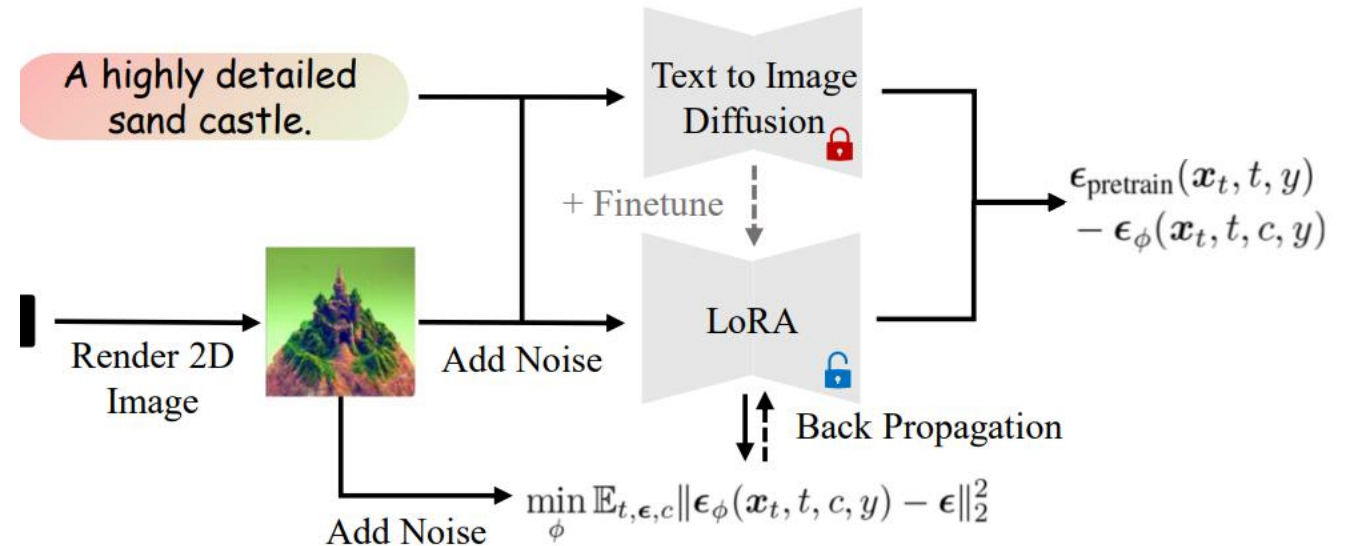 A highly detailed
sand castle.
Text to Image
Diffusion
+ Finetune
ϵ_pretrain(x_t, t, y)
− ϵ_ϕ(x_t, t, c, y)
LoRA
Render 2D
Image
Add Noise
Back Propagation
Add Noise
min_ϕ 𝔼_{t,ϵ,c}‖ϵ_ϕ(x_t, t, c, y) − ϵ‖₂²